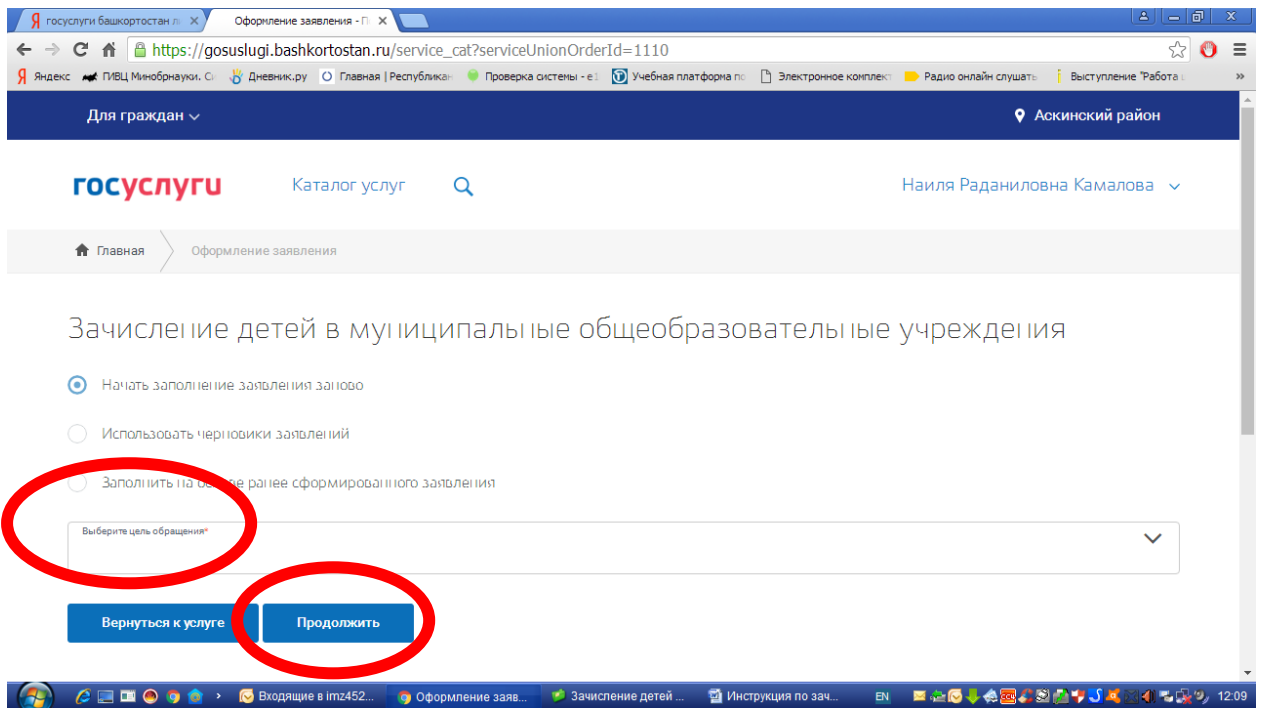 Я госуслуги башкортостан
Оформление заявления - П
https://gosuslugi.bashkortostan.ru/service_cat?serviceUnionOrderId=1110
Яндекс ГИВЦ Минобрнауки. Дневник.ру Главная | Республикан Проверка системы - e Учебная платформа по Электронное комплект Радио онлайн слушать Выступление "Работа
Для граждан
Аскинский район
госуслуги
Каталог услуг
Наиля Раданиловна Камалова
Главная
Оформление заявления
Зачисление детей в муниципальные общеобразовательные учреждения
Начать заполнение заявления заново
Использовать черновики заявлений
Заполнить на основе ранее сформированного заявления
Выберите цель обращения*
Вернуться к услуге
Продолжить
Входящие в imz452... Оформление заяв... Зачисление детей ... Инструкция по зач... EN 12:09